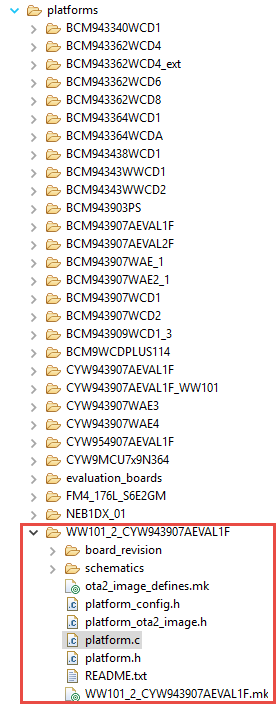 platforms
BCM943340WCD1
BCM943362WCD4
BCM943362WCD4_ext
BCM943362WCD6
BCM943362WCD8
BCM943364WCD1
BCM943364WCDA
BCM943438WCD1
BCM94343WWCD1
BCM94343WWCD2
BCM943903PS
BCM943907AEVAL1F
BCM943907AEVAL2F
BCM943907WAE_1
BCM943907WAE2_1
BCM943907WCD1
BCM943907WCD2
BCM943909WCD1_3
BCM9WCDPLUS114
CYW943907AEVAL1F
CYW943907AEVAL1F_WW101
CYW943907WAE3
CYW943907WAE4
CYW954907AEVAL1F
CYW9MCU7x9N364
evaluation_boards
FM4_176L_S6E2GM
NEB1DX_01
WW101_2_CYW943907AEVAL1F
board_revision
schematics
ota2_image_defines.mk
platform_config.h
platform_ota2_image.h
platform.c
platform.h
README.txt
WW101_2_CYW943907AEVAL1F.mk